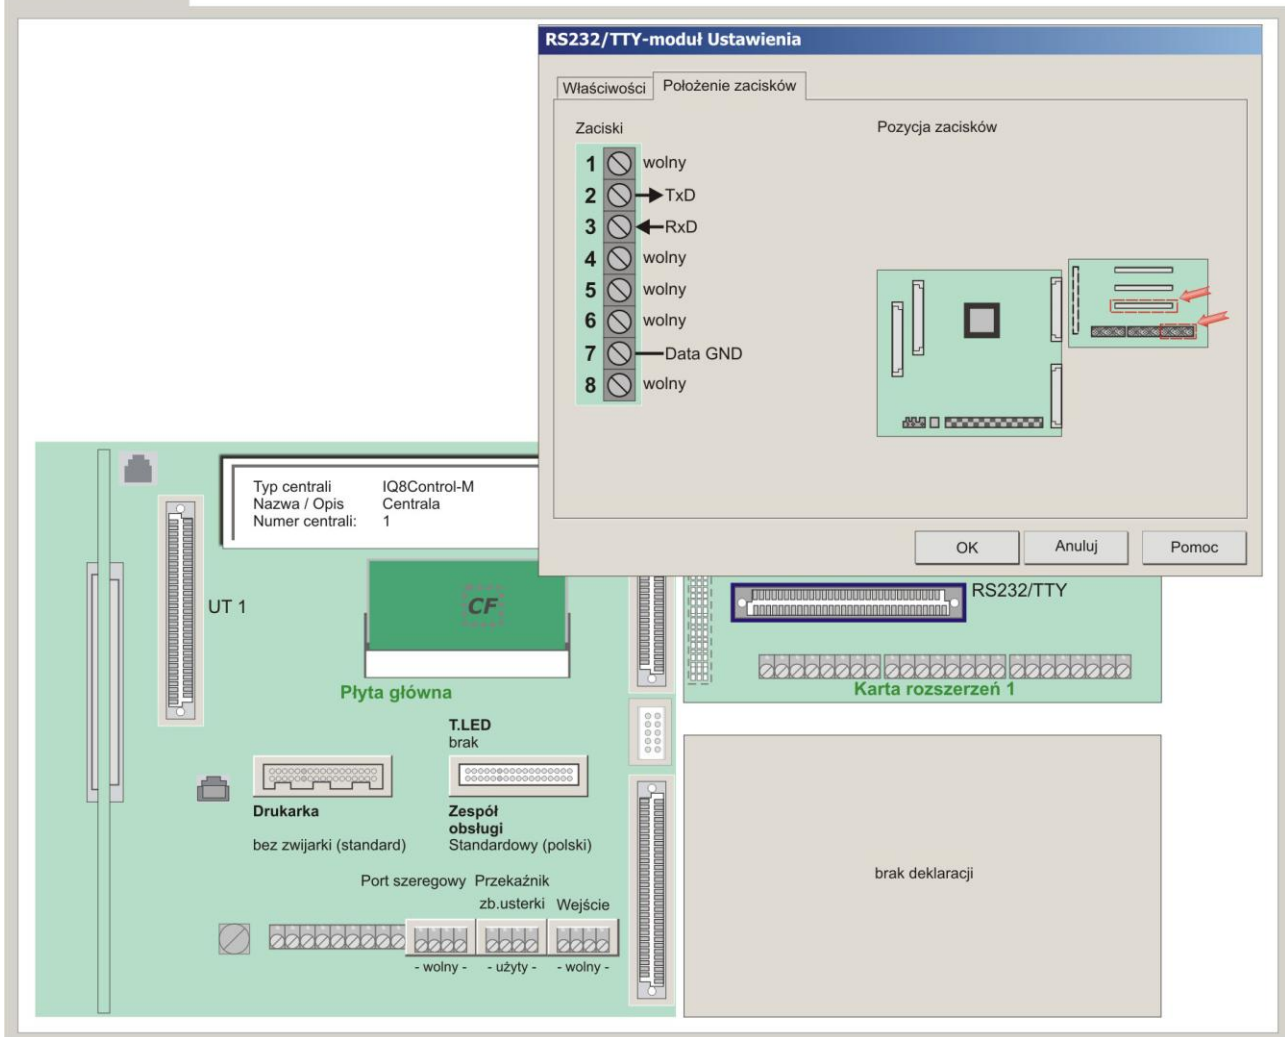 RS232/TTY-moduł Ustawienia
Właściwości
Położenie zacisków
Zaciski
Pozycja zacisków
1 wolny
2 TxD
3 RxD
4 wolny
5 wolny
6 wolny
7 Data GND
8 wolny
OK
Anuluj
Pomoc
Typ centrali IQ8Control-M
Nazwa / Opis Centrala
Numer centrali: 1
UT 1
CF
RS232/TTY
Płyta główna
Karta rozszerzeń 1
T.LED
brak
Drukarka
bez zwijarki (standard)
Zespół
obsługi
Standardowy (polski)
brak deklaracji
Port szeregowy
Przekaźnik
zb.usterki
Wejście
- wolny -
- użyty -
- wolny -